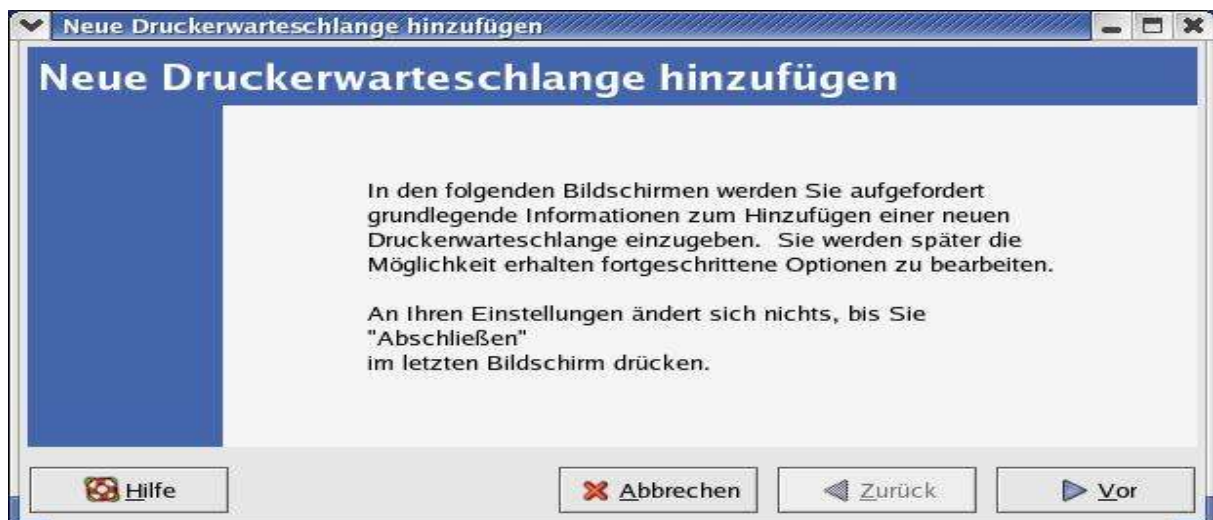 Neue Druckerwarteschlange hinzufügen
Neue Druckerwarteschlange hinzufügen
In den folgenden Bildschirmen werden Sie aufgefordert
grundlegende Informationen zum Hinzufügen einer neuen
Druckerwarteschlange einzugeben.  Sie werden später die
Möglichkeit erhalten fortgeschrittene Optionen zu bearbeiten.
An Ihren Einstellungen ändert sich nichts, bis Sie
"Abschließen"
im letzten Bildschirm drücken.
Hilfe
Abbrechen
Zurück
Vor